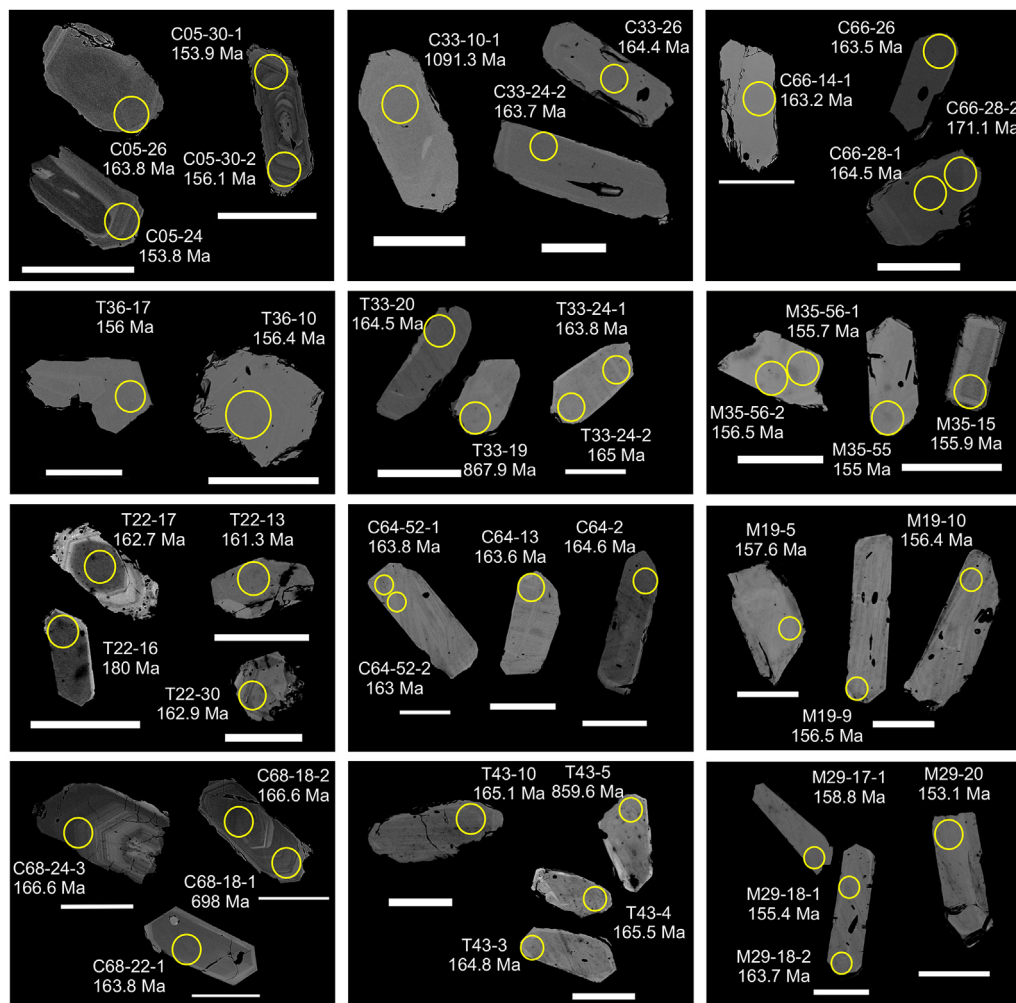 C05-30-1
153.9 Ma
C05-26
163.8 Ma
C05-30-2
156.1 Ma
C05-24
153.8 Ma
C33-10-1
1091.3 Ma
C33-26
164.4 Ma
C33-24-2
163.7 Ma
C66-26
163.5 Ma
C66-14-1
163.2 Ma
C66-28-2
171.1 Ma
C66-28-1
164.5 Ma
T36-17
156 Ma
T36-10
156.4 Ma
T33-20
164.5 Ma
T33-24-1
163.8 Ma
T33-19
867.9 Ma
T33-24-2
165 Ma
M35-56-1
155.7 Ma
M35-56-2
156.5 Ma
M35-55
155 Ma
M35-15
155.9 Ma
T22-17
162.7 Ma
T22-13
161.3 Ma
T22-16
180 Ma
T22-30
162.9 Ma
C64-52-1
163.8 Ma
C64-13
163.6 Ma
C64-2
164.6 Ma
C64-52-2
163 Ma
M19-5
157.6 Ma
M19-10
156.4 Ma
M19-9
156.5 Ma
C68-18-2
166.6 Ma
C68-24-3
166.6 Ma
C68-18-1
698 Ma
C68-22-1
163.8 Ma
T43-10
165.1 Ma
T43-5
859.6 Ma
T43-4
165.5 Ma
T43-3
164.8 Ma
M29-17-1
158.8 Ma
M29-20
153.1 Ma
M29-18-1
155.4 Ma
M29-18-2
163.7 Ma